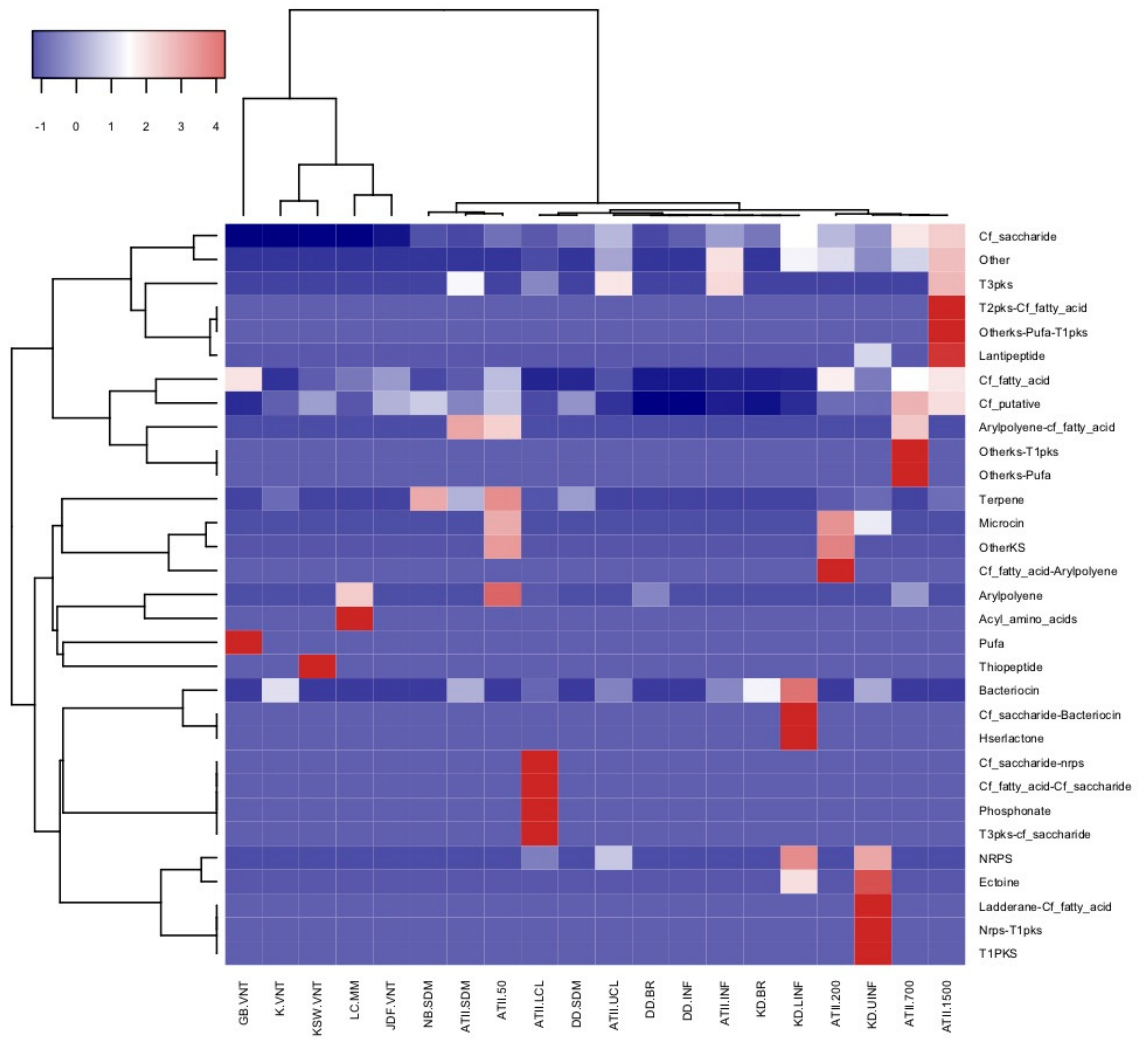 -1 0 1 2 3 4
Cf_saccharide
Other
T3pks
T2pks-Cf_fatty_acid
Otherks-Pufa-T1pks
Lantipeptide
Cf_fatty_acid
Cf_putative
Arylpolyene-cf_fatty_acid
Otherks-T1pks
Otherks-Pufa
Terpene
Microcin
OtherKS
Cf_fatty_acid-Arylpolyene
Arylpolyene
Acyl_amino_acids
Pufa
Thiopeptide
Bacteriocin
Cf_saccharide-Bacteriocin
Hserlactone
Cf_saccharide-nrps
Cf_fatty_acid-Cf_saccharide
Phosphonate
T3pks-cf_saccharide
NRPS
Ectoine
Ladderane-Cf_fatty_acid
Nrps-T1pks
T1PKS
GB.VNT
K.VNT
KSW.VNT
LC.MM
JDF.VNT
NB.SDM
ATII.SDM
ATII.50
ATII.LCL
DD.SDM
ATII.UCL
DD.BR
DD.INF
ATII.INF
KD.BR
KD.LINF
ATII.200
KD.UINF
ATII.700
ATII.1500